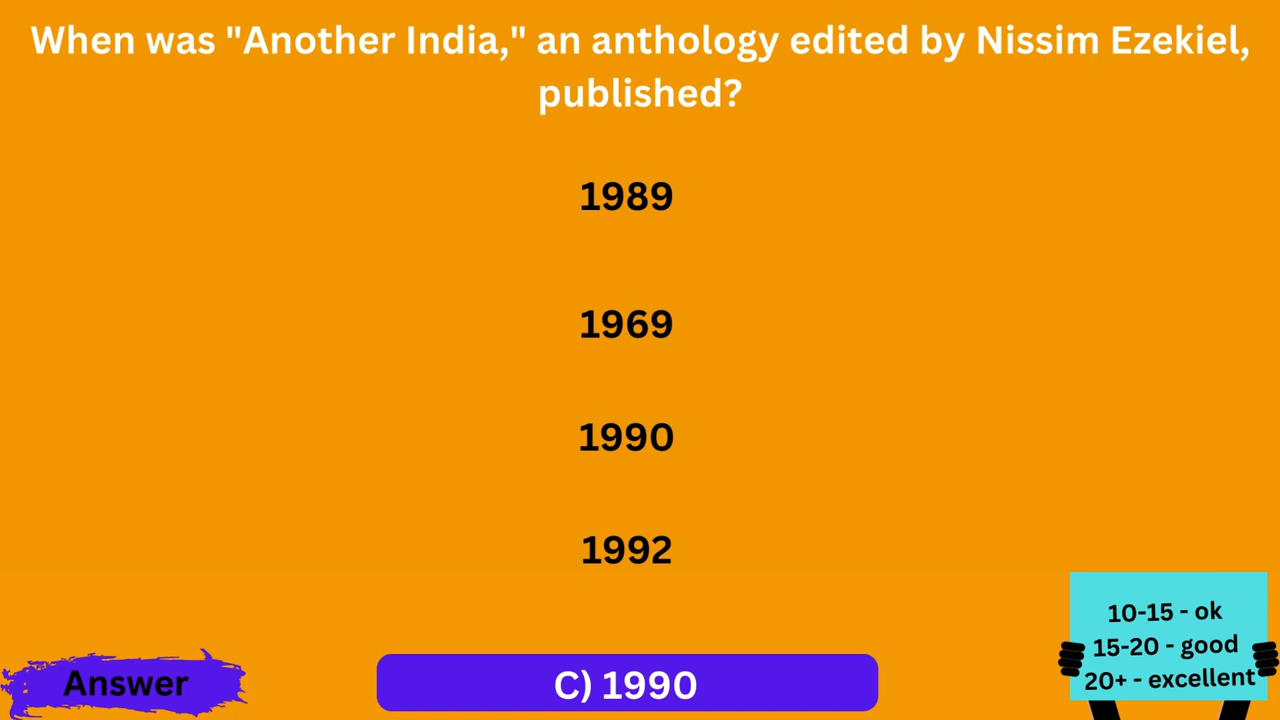 When was "Another India," an anthology edited by Nissim Ezekiel,
published?
1989
1969
1990
1992
10-15 - ok
15-20 - good
20+ - excellent
Answer
C) 1990